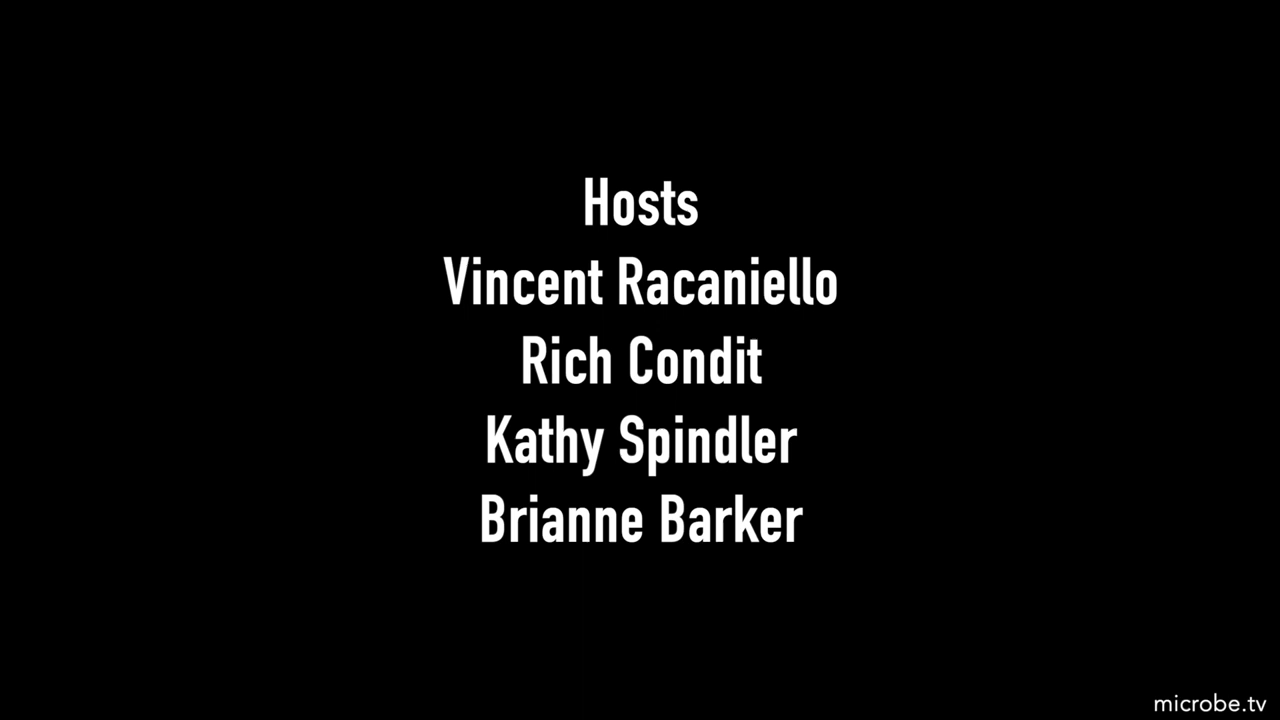 Hosts
Vincent Racaniello
Rich Condit
Kathy Spindler
Brianne Barker
microbe.tv